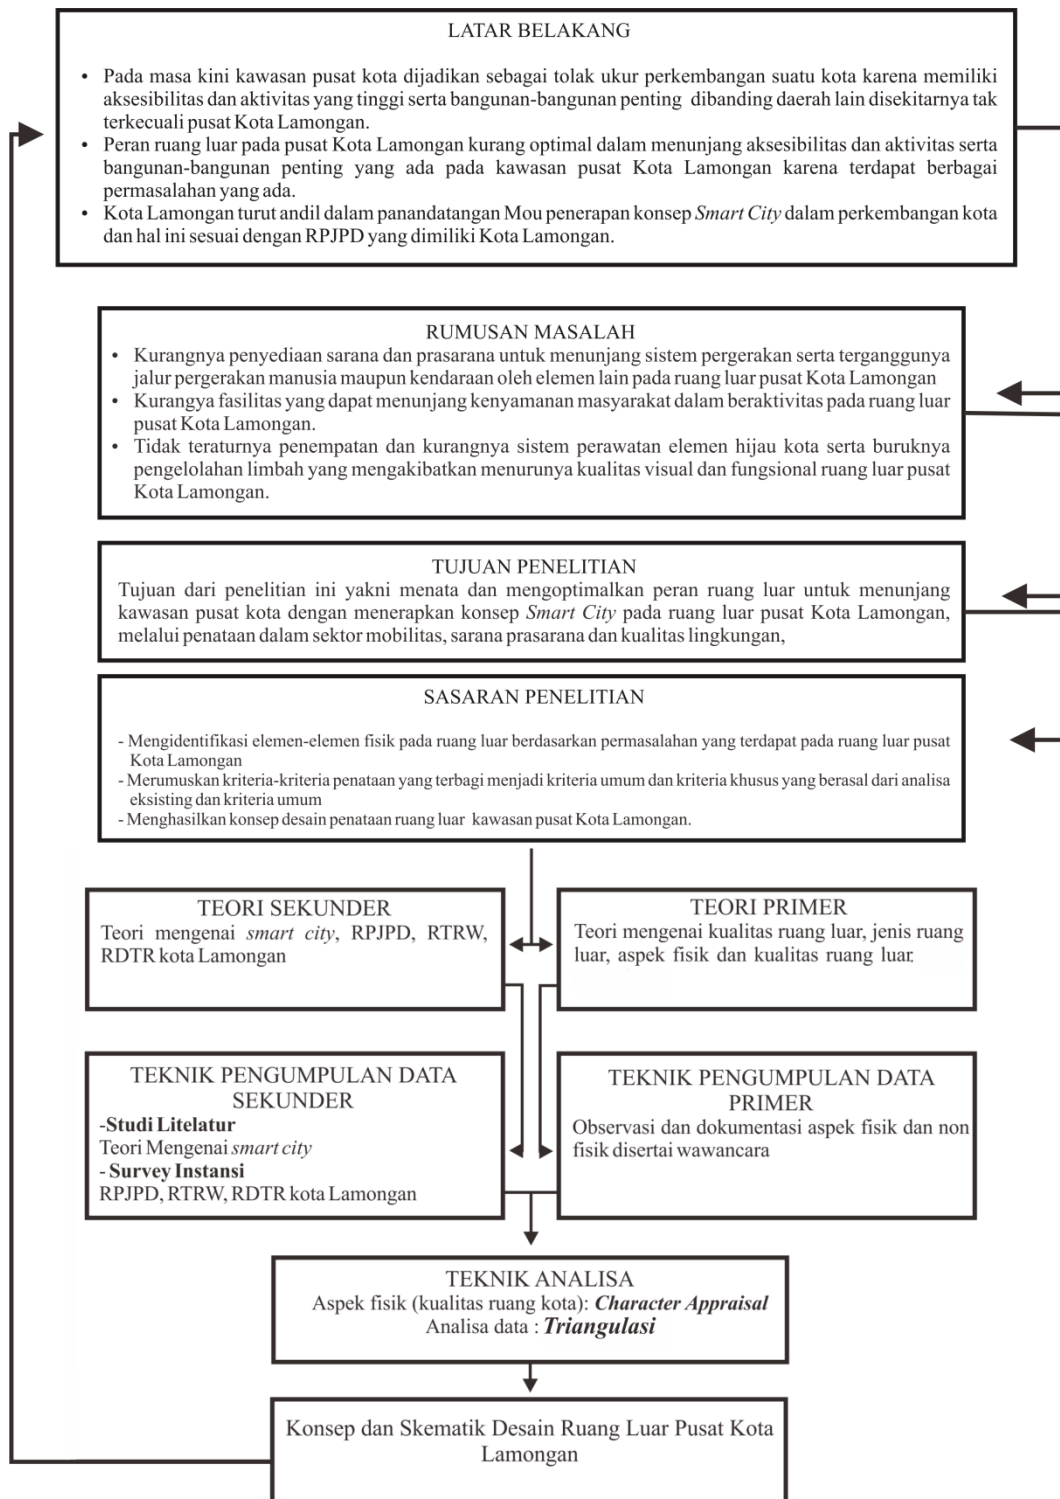 LATAR BELAKANG
• Pada masa kini kawasan pusat kota dijadikan sebagai tolak ukur perkembangan suatu kota karena memiliki
aksesibilitas dan aktivitas yang tinggi serta bangunan-bangunan penting dibanding daerah lain disekitarnya tak
terkecuali pusat Kota Lamongan.
• Peran ruang luar pada pusat Kota Lamongan kurang optimal dalam menunjang aksesibilitas dan aktivitas serta
bangunan-bangunan penting yang ada pada kawasan pusat Kota Lamongan karena terdapat berbagai
permasalahan yang ada.
• Kota Lamongan turut andil dalam panandatangan Mou penerapan konsep Smart City dalam perkembangan kota
dan hal ini sesuai dengan RPJPD yang dimiliki Kota Lamongan.
RUMUSAN MASALAH
• Kurangnya penyediaan sarana dan prasarana untuk menunjang sistem pergerakan serta terganggunya
jalur pergerakan manusia maupun kendaraan oleh elemen lain pada ruang luar pusat Kota Lamongan
• Kurangya fasilitas yang dapat menunjang kenyamanan masyarakat dalam beraktivitas pada ruang luar
pusat Kota Lamongan.
• Tidak teraturnya penempatan dan kurangnya sistem perawatan elemen hijau kota serta buruknya
pengelolahan limbah yang mengakibatkan menurunya kualitas visual dan fungsional ruang luar pusat
Kota Lamongan.
TUJUAN PENELITIAN
Tujuan dari penelitian ini yakni menata dan mengoptimalkan peran ruang luar untuk menunjang
kawasan pusat kota dengan menerapkan konsep Smart City pada ruang luar pusat Kota Lamongan,
melalui penataan dalam sektor mobilitas, sarana prasarana dan kualitas lingkungan,
SASARAN PENELITIAN
- Mengidentifikasi elemen-elemen fisik pada ruang luar berdasarkan permasalahan yang terdapat pada ruang luar pusat
Kota Lamongan
- Merumuskan kriteria-kriteria penataan yang terbagi menjadi kriteria umum dan kriteria khusus yang berasal dari analisa
eksisting dan kriteria umum
- Menghasilkan konsep desain penataan ruang luar kawasan pusat Kota Lamongan.
TEORI SEKUNDER
Teori mengenai smart city, RPJPD, RTRW,
RDTR kota Lamongan
TEORI PRIMER
Teori mengenai kualitas ruang luar, jenis ruang
luar, aspek fisik dan kualitas ruang luar.
TEKNIK PENGUMPULAN DATA
SEKUNDER
-Studi Litelatur
Teori Mengenai smart city
- Survey Instansi
RPJPD, RTRW, RDTR kota Lamongan
TEKNIK PENGUMPULAN DATA
PRIMER
Observasi dan dokumentasi aspek fisik dan non
fisik disertai wawancara
TEKNIK ANALISA
Aspek fisik (kualitas ruang kota): Character Appraisal
Analisa data : Triangulasi
Konsep dan Skematik Desain Ruang Luar Pusat Kota
Lamongan